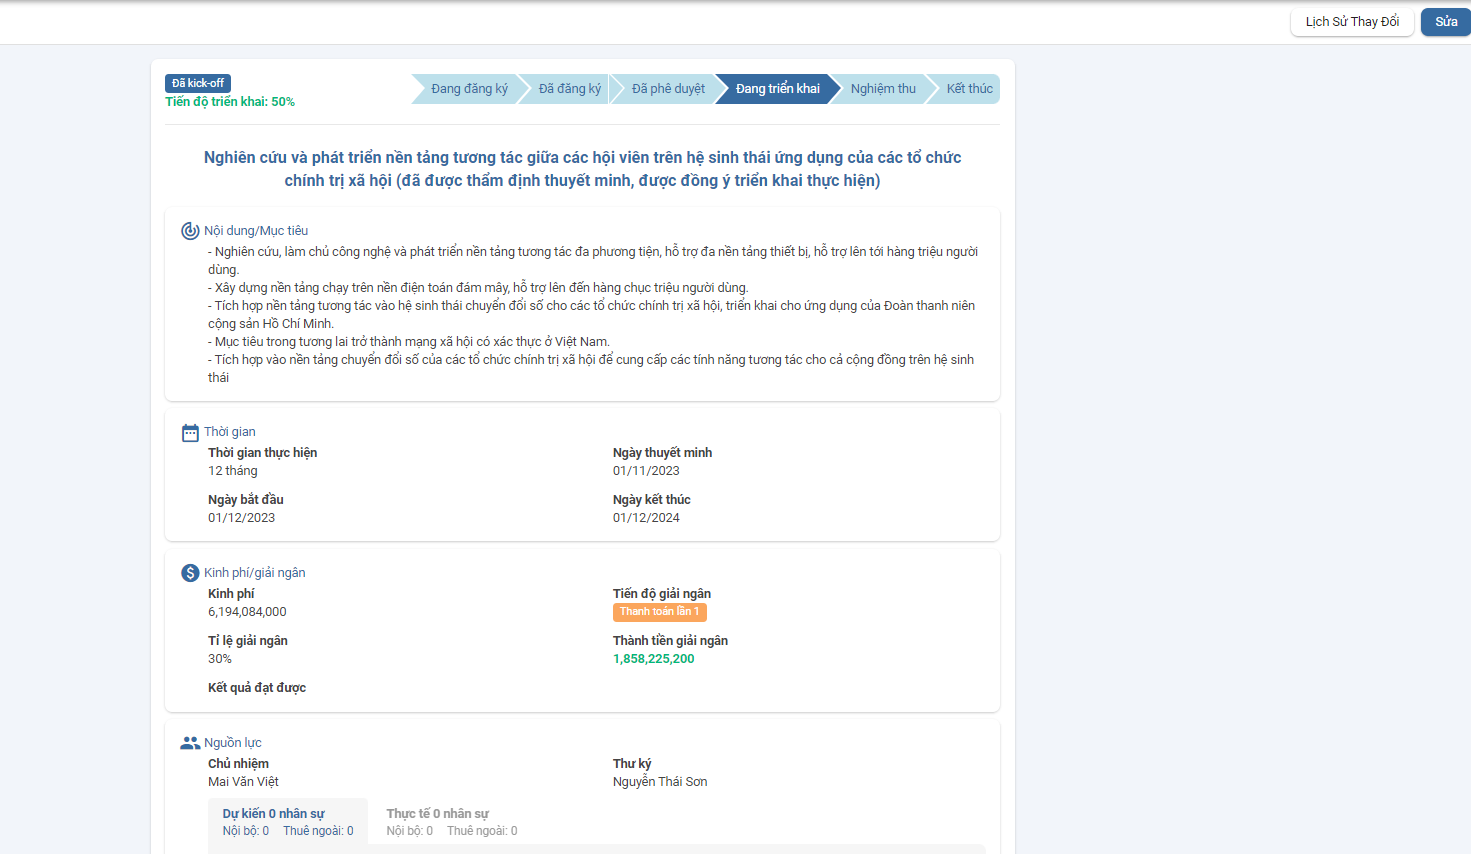 Lịch Sử Thay Đổi
Sửa
Đã kick-off
Tiến độ triển khai: 50%
Đang đăng ký
Đã đăng ký
Đã phê duyệt
Đang triển khai
Nghiệm thu
Kết thúc
Nghiên cứu và phát triển nền tảng tương tác giữa các hội viên trên hệ sinh thái ứng dụng của các tổ chức
chính trị xã hội (đã được thẩm định thuyết minh, được đồng ý triển khai thực hiện)
Nội dung/Mục tiêu
- Nghiên cứu, làm chủ công nghệ và phát triển nền tảng tương tác đa phương tiện, hỗ trợ đa nền tảng thiết bị, hỗ trợ lên tới hàng triệu người
dùng.
- Xây dựng nền tảng chạy trên nền điện toán đám mây, hỗ trợ lên đến hàng chục triệu người dùng.
- Tích hợp nền tảng tương tác vào hệ sinh thái chuyển đổi số cho các tổ chức chính trị xã hội, triển khai cho ứng dụng của Đoàn thanh niên
cộng sản Hồ Chí Minh.
- Mục tiêu trong tương lai trở thành mạng xã hội có xác thực ở Việt Nam.
- Tích hợp vào nền tảng chuyển đổi số của các tổ chức chính trị xã hội để cung cấp các tính năng tương tác cho cả cộng đồng trên hệ sinh
thái
Thời gian
Thời gian thực hiện
12 tháng
Ngày thuyết minh
01/11/2023
Ngày bắt đầu
01/12/2023
Ngày kết thúc
01/12/2024
Kinh phí/giải ngân
Kinh phí
6,194,084,000
Tiến độ giải ngân
Thanh toán lần 1
Tỉ lệ giải ngân
30%
Thành tiền giải ngân
1,858,225,200
Kết quả đạt được
Nguồn lực
Chủ nhiệm
Mai Văn Việt
Thư ký
Nguyễn Thái Sơn
Dự kiến 0 nhân sự
Nội bộ: 0 Thuê ngoài: 0
Thực tế 0 nhân sự
Nội bộ: 0 Thuê ngoài: 0